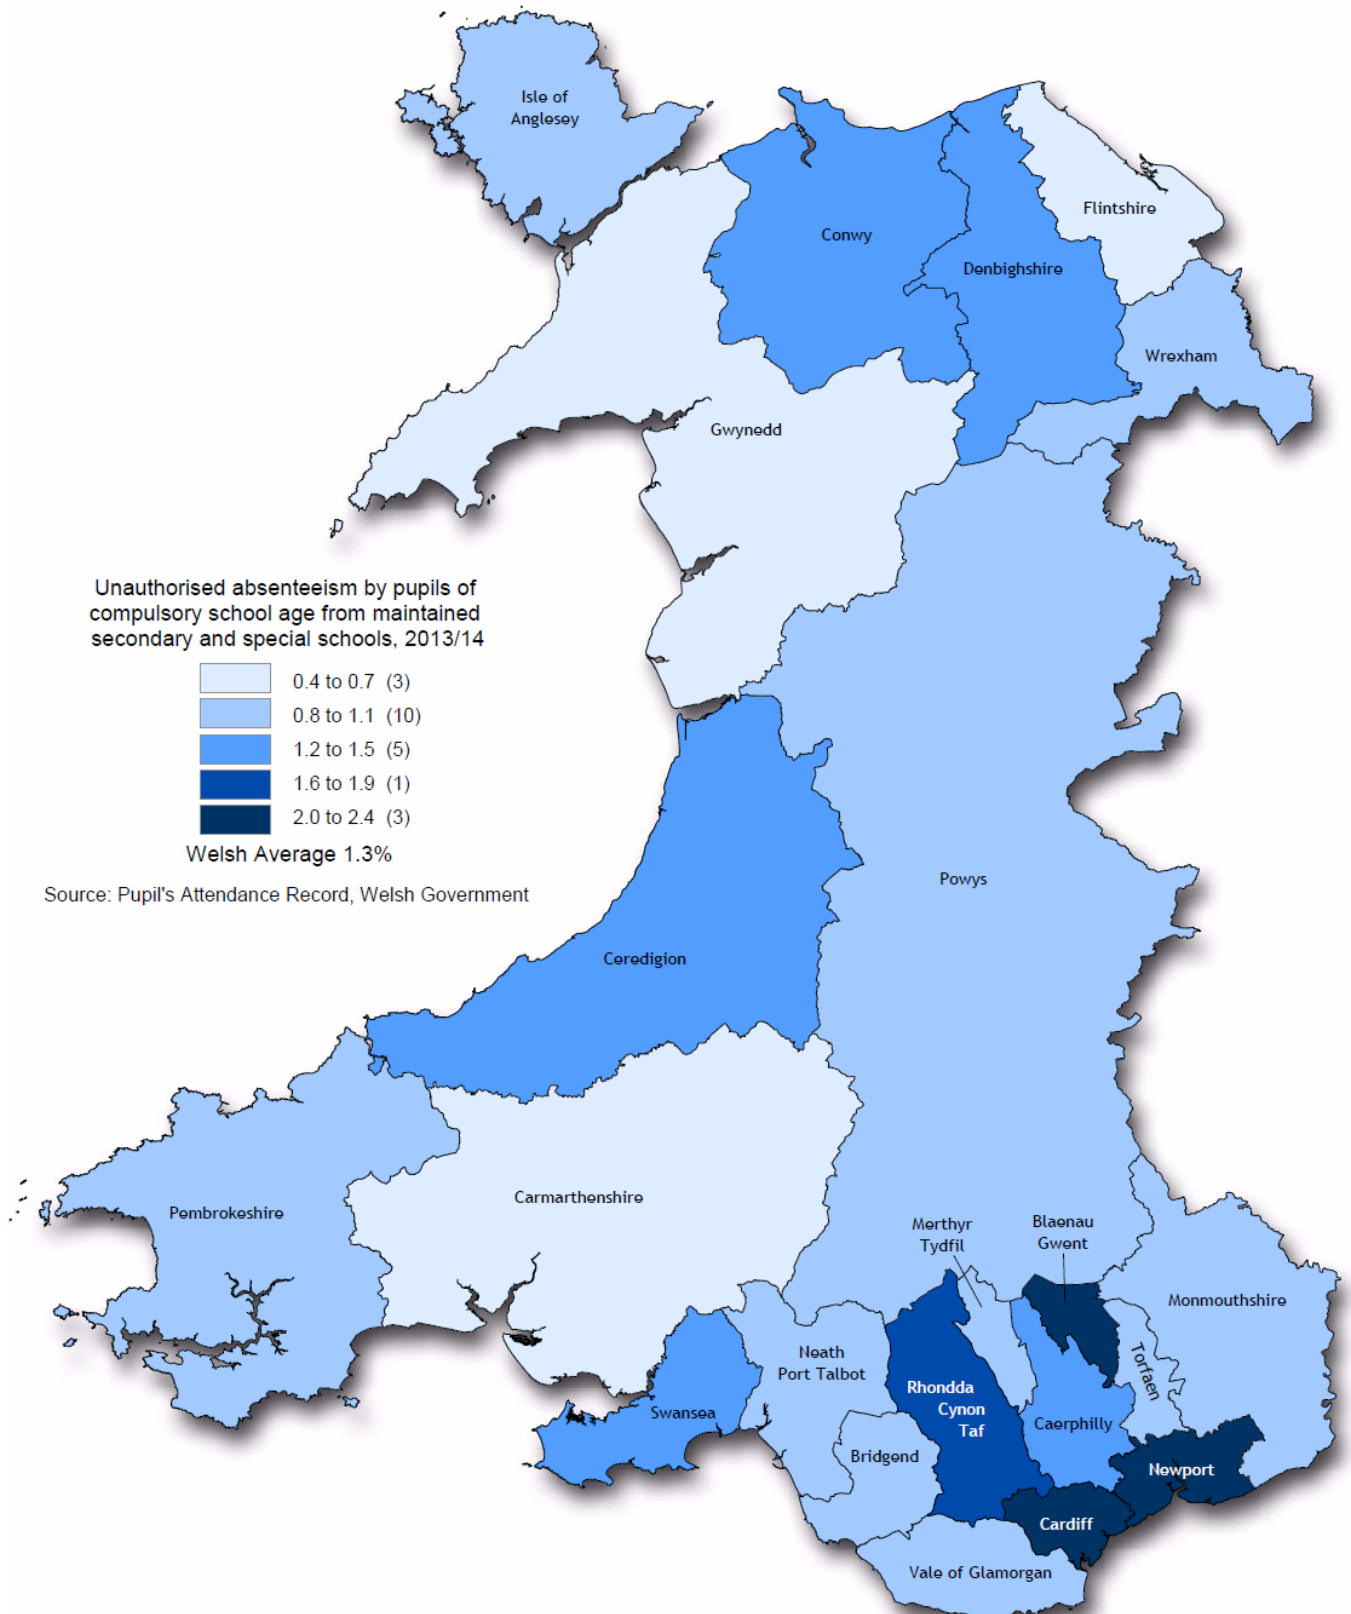 Isle of
Anglesey
Flintshire
Conwy
Denbighshire
Wrexham
Gwynedd
Unauthorised absenteeism by pupils of
compulsory school age from maintained
secondary and special schools, 2013/14
0.4 to 0.7 (3)
0.8 to 1.1 (10)
1.2 to 1.5 (5)
1.6 to 1.9 (1)
2.0 to 2.4 (3)
Welsh Average 1.3%
Source: Pupil's Attendance Record, Welsh Government
Powys
Ceredigion
Carmarthenshire
Pembrokeshire
Merthyr
Tydfil
Blaenau
Gwent
Monmouthshire
Neath
Port Talbot
Torfaen
Rhondda
Cynon
Taf
Swansea
Caerphilly
Bridgend
Newport
Cardiff
Vale of Glamorgan